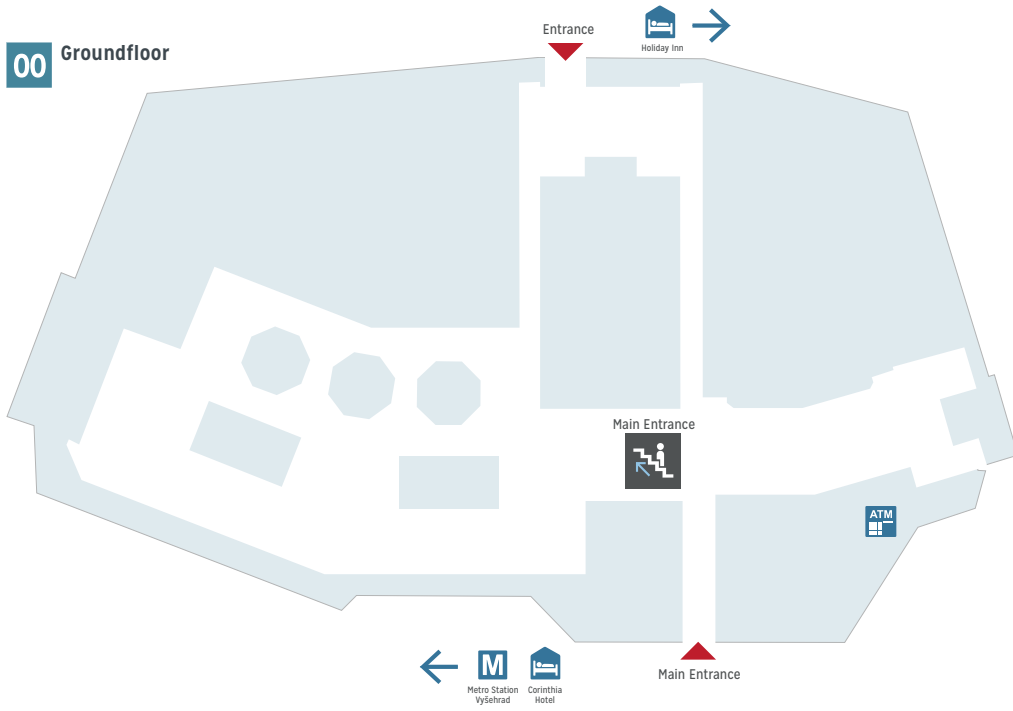 Entrance
Holiday Inn
00 Groundfloor
Main Entrance
ATM
M
Metro Station
Vyšehrad
Corinthia
Hotel
Main Entrance